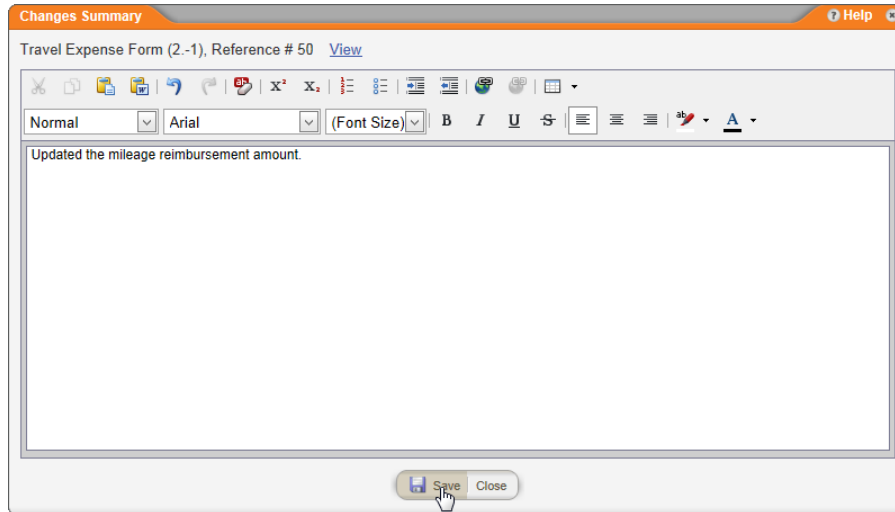 Changes Summary
? Help
Travel Expense Form (2.-1), Reference # 50 View
Normal Arial (Font Size) B I U S A
Updated the mileage reimbursement amount.
Save Close